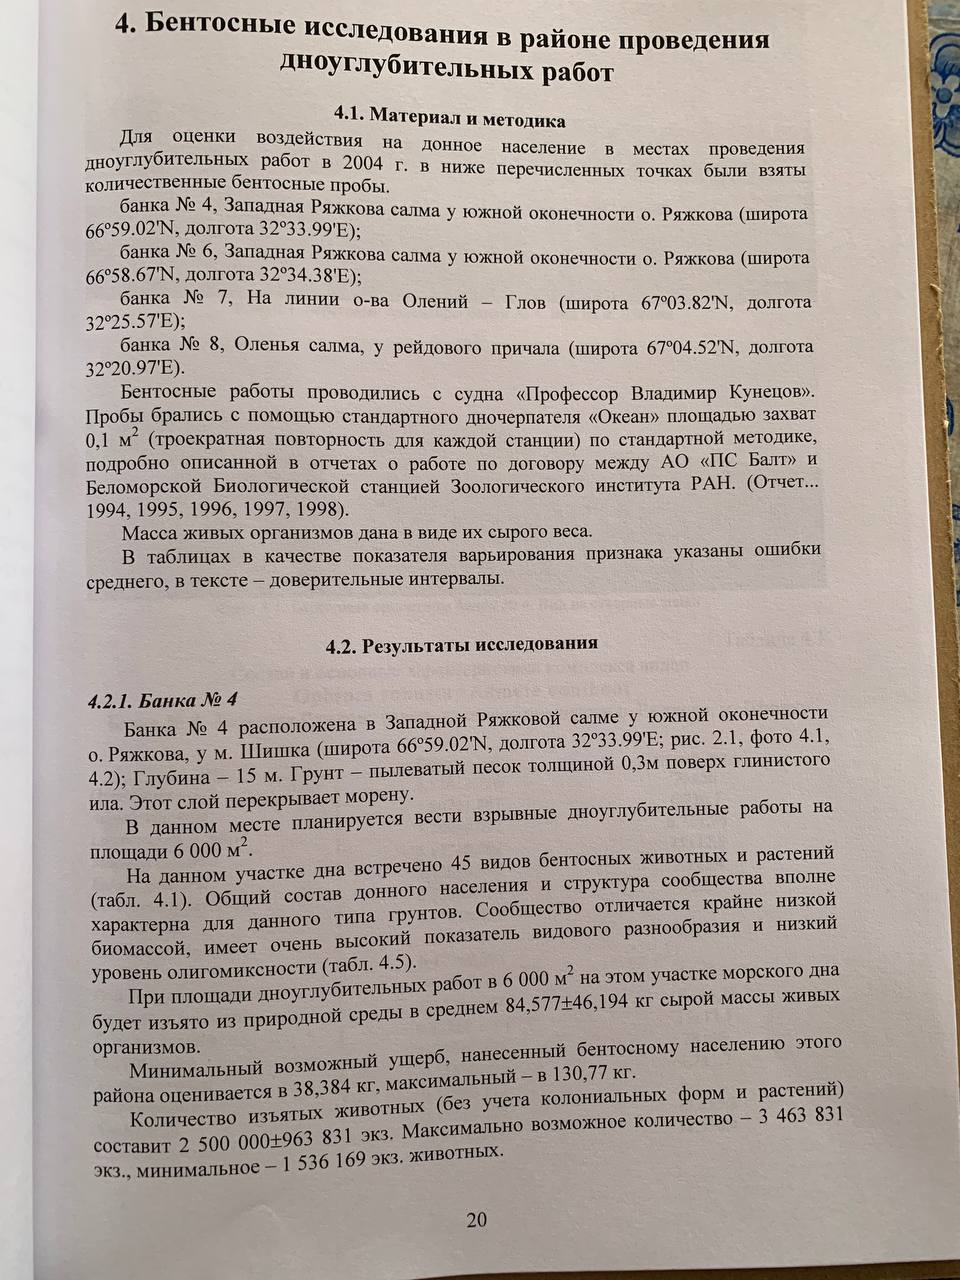 4. Бентосные исследования в районе проведения
дноуглубительных работ
4.1. Материал и методика
Для оценки воздействия на донное население в местах проведения
дноуглубительных работ в 2004 г. в ниже перечисленных точках были взяты
количественные бентосные пробы.
банка № 4, Западная Ряжкова салма у южной оконечности о. Ряжкова (широта
66º59.02'N, долгота 32º33.99'E);
банка № 6, Западная Ряжкова салма у южной оконечности о. Ряжкова (широта
66º58.67'N, долгота 32º34.38'E);
банка № 7, На линии о-ва Олений – Глов (широта 67º03.82'N, долгота
32º25.57'E);
банка № 8, Оленья салма, у рейдового причала (широта 67º04.52'N, долгота
32º20.97'E).
Бентосные работы проводились с судна «Профессор Владимир Кунецов».
Пробы брались с помощью стандартного дночерпателя «Океан» площадью захват
0,1 м² (троекратная повторность для каждой станции) по стандартной методике,
подробно описанной в отчетах о работе по договору между АО «ПС Балт» и
Беломорской Биологической станцией Зоологического института РАН. (Отчет...
1994, 1995, 1996, 1997, 1998).
Масса живых организмов дана в виде их сырого веса.
В таблицах в качестве показателя варьирования признака указаны ошибки
среднего, в тексте – доверительные интервалы.
4.2. Результаты исследования
4.2.1. Банка № 4
Банка № 4 расположена в Западной Ряжковой салме у южной оконечности
о. Ряжкова, у м. Шишка (широта 66º59.02'N, долгота 32º33.99'E; рис. 2.1, фото 4.1,
4.2); Глубина – 15 м. Грунт – пылеватый песок толщиной 0,3м поверх глинистого
ила. Этот слой перекрывает морену.
В данном месте планируется вести взрывные дноуглубительные работы на
площади 6 000 м².
На данном участке дна встречено 45 видов бентосных животных и растений
(табл. 4.1). Общий состав донного населения и структура сообщества вполне
характерна для данного типа грунтов. Сообщество отличается крайне низкой
биомассой, имеет очень высокий показатель видового разнообразия и низкий
уровень олигомиксности (табл. 4.5).
При площади дноуглубительных работ в 6 000 м² на этом участке морского дна
будет изъято из природной среды в среднем 84,577±46,194 кг сырой массы живых
организмов.
Минимальный возможный ущерб, нанесенный бентосному населению этого
района оценивается в 38,384 кг, максимальный – в 130,77 кг.
Количество изъятых животных (без учета колониальных форм и растений)
составит 2 500 000±963 831 экз. Максимально возможное количество – 3 463 831
экз., минимальное – 1 536 169 экз. животных.
20